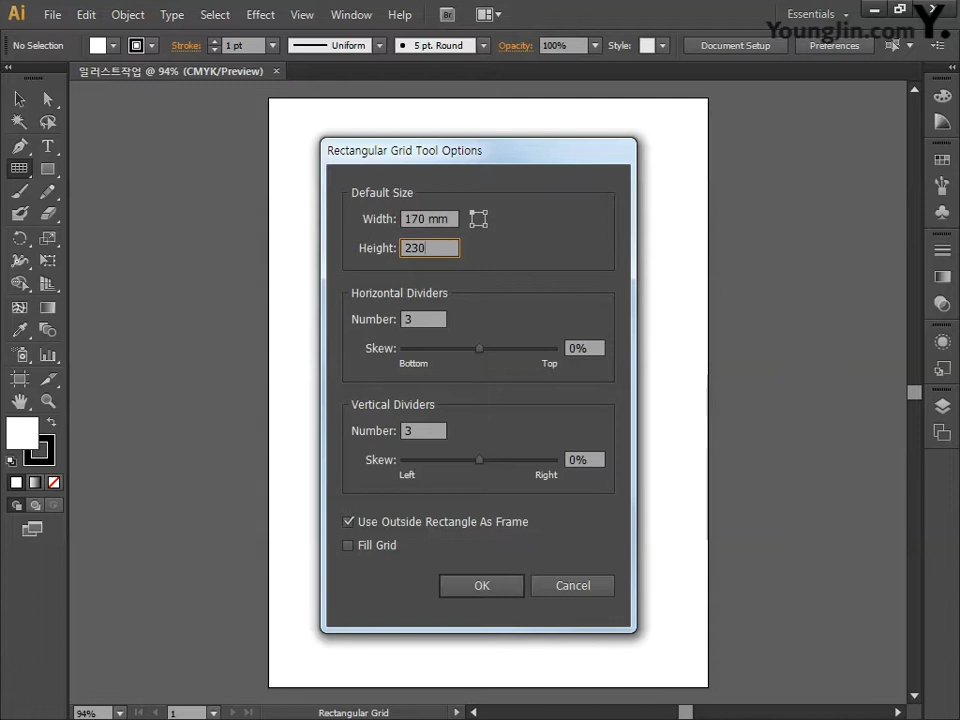 Ai File Edit Object Type Select Effect View Window Help Br Essentials
YoungJin.com Y.
No Selection Stroke: 1 pt Uniform 5 pt. Round Opacity: 100% Style: Document Setup Preferences
일러스트작업 @ 94% (CMYK/Preview) ×
Rectangular Grid Tool Options
Default Size
Width: 170 mm
Height: 230
Horizontal Dividers
Number: 3
Skew: 0%
Bottom Top
Vertical Dividers
Number: 3
Skew: 0%
Left Right
Use Outside Rectangle As Frame
Fill Grid
OK Cancel
94% 1 Rectangular Grid